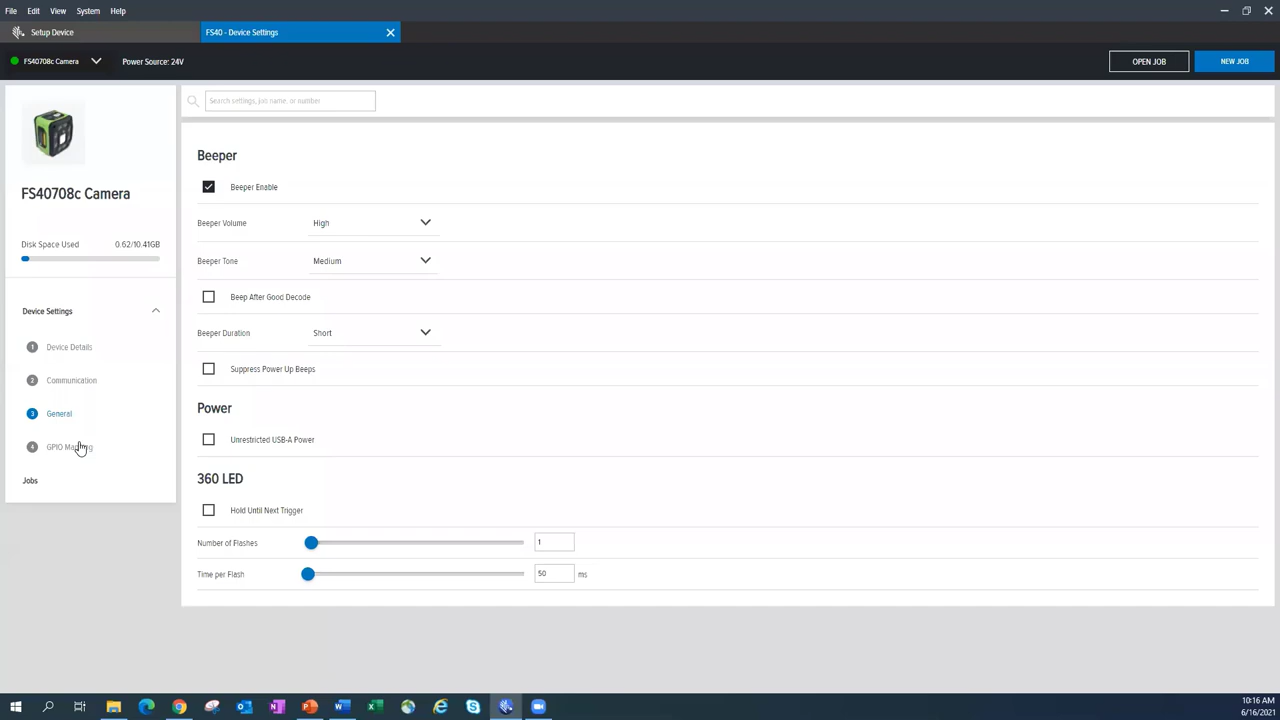 File Edit View System Help
Setup Device
FS40 - Device Settings
FS40708c Camera
Power Source: 24V
OPEN JOB
NEW JOB
Search settings, job name, or number
FS40708c Camera
Disk Space Used 0.62/10.41GB
Device Settings
1 Device Details
2 Communication
3 General
4 GPIO
Jobs
Beeper
Beeper Enable
Beeper Volume High
Beeper Tone Medium
Beep After Good Decode
Beeper Duration Short
Suppress Power Up Beeps
Power
Unrestricted USB-A Power
360 LED
Hold Until Next Trigger
Number of Flashes 1
Time per Flash 50 ms
10:16 AM
6/16/2021